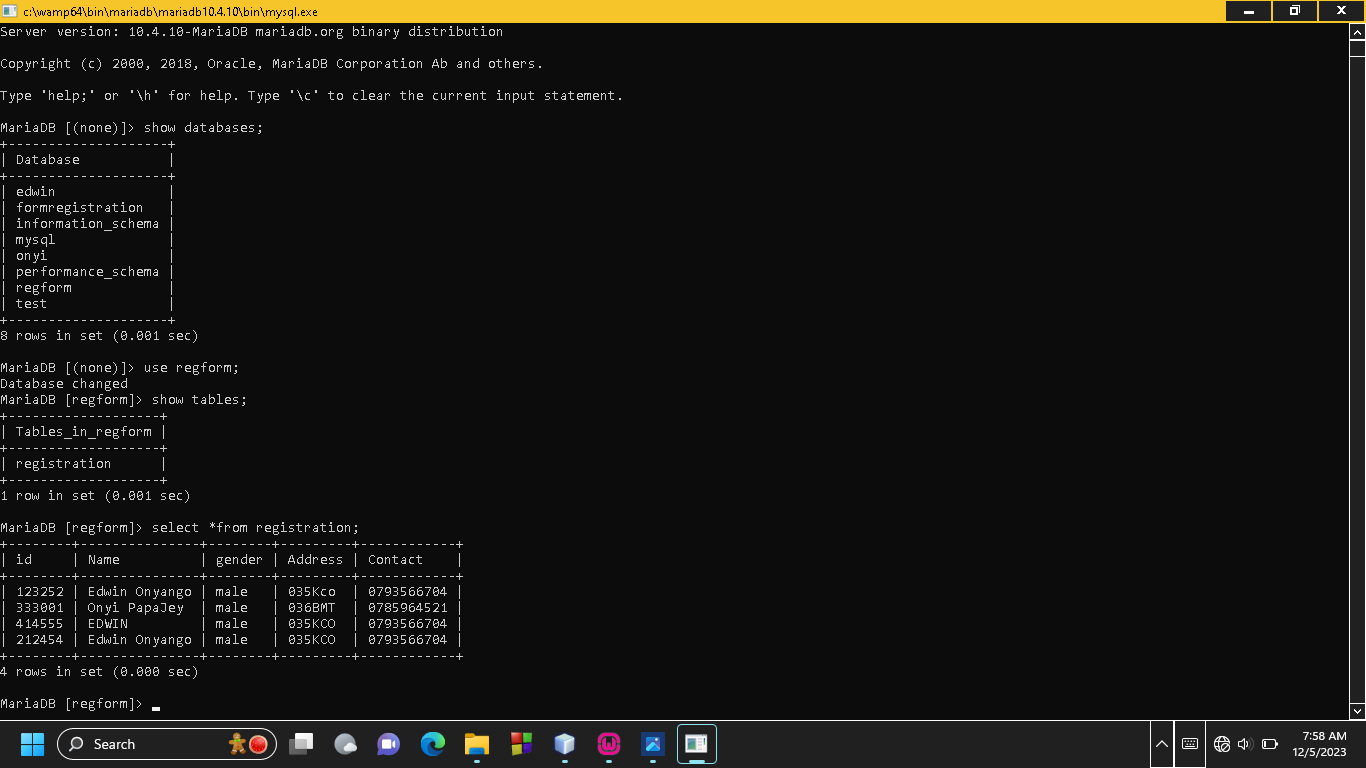 c:\wamp64\bin\mariadb\mariadb10.4.10\bin\mysql.exe
Server version: 10.4.10-MariaDB mariadb.org binary distribution
Copyright (c) 2000, 2018, Oracle, MariaDB Corporation Ab and others.
Type 'help;' or '\h' for help. Type '\c' to clear the current input statement.
MariaDB [(none)]> show databases;
+--------------------+
| Database           |
+--------------------+
| edwin              |
| formregistration   |
| information_schema |
| mysql              |
| onyi               |
| performance_schema |
| regform            |
| test               |
+--------------------+
8 rows in set (0.001 sec)
MariaDB [(none)]> use regform;
Database changed
MariaDB [regform]> show tables;
+-------------------+
| Tables_in_regform |
+-------------------+
| registration      |
+-------------------+
1 row in set (0.001 sec)
MariaDB [regform]> select *from registration;
+--------+---------------+--------+---------+------------+
| id     | Name          | gender | Address | Contact    |
+--------+---------------+--------+---------+------------+
| 123252 | Edwin Onyango | male   | 035Kco  | 0793566704 |
| 333001 | Onyi PapaJey  | male   | 036BMT  | 0785964521 |
| 414555 | EDWIN         | male   | 035KCO  | 0793566704 |
| 212454 | Edwin Onyango | male   | 035KCO  | 0793566704 |
+--------+---------------+--------+---------+------------+
4 rows in set (0.000 sec)
MariaDB [regform]> _
Search
7:58 AM
12/5/2023